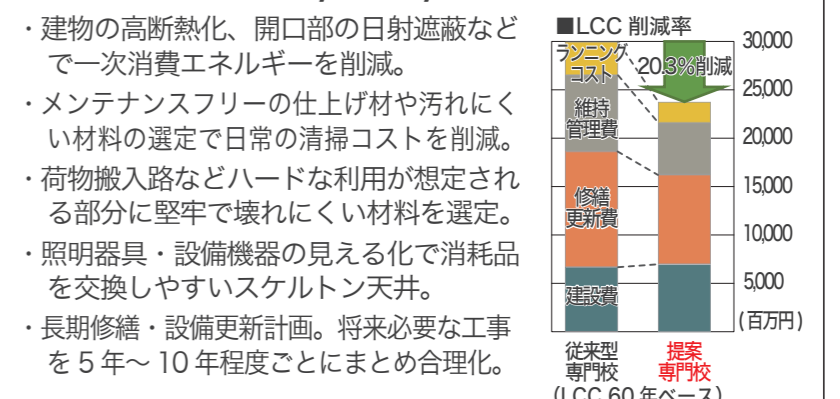 ・建物の高断熱化、開口部の日射遮蔽など
で一次消費エネルギーを削減。
・メンテナンスフリーの仕上げ材や汚れにく
い材料の選定で日常の清掃コストを削減。
・荷物搬入路などハードな利用が想定され
る部分に堅牢で壊れにくい材料を選定。
・照明器具・設備機器の見える化で消耗品
を交換しやすいスケルトン天井。
・長期修繕・設備更新計画。将来必要な工事
を5年〜10年程度ごとにまとめ合理化。
■LCC 削減率
ランニング
コスト
20.3%削減
維持
管理費
修繕
更新費
建設費
30,000
25,000
20,000
15,000
10,000
5,000
(百万円)
従来型
専門校
提案
専門校
(LCC 60 年ベース)